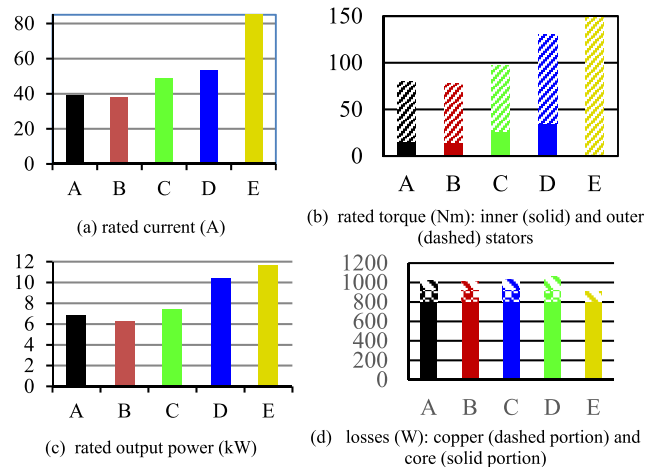 80
60
40
20
0
A B C D E
(a) rated current (A)
150
100
50
0
A B C D E
(b) rated torque (Nm): inner (solid) and outer
(dashed) stators
12
10
8
6
4
2
0
A B C D E
(c) rated output power (kW)
1200
1000
800
600
400
200
0
A B C D E
(d) losses (W): copper (dashed portion) and
core (solid portion)